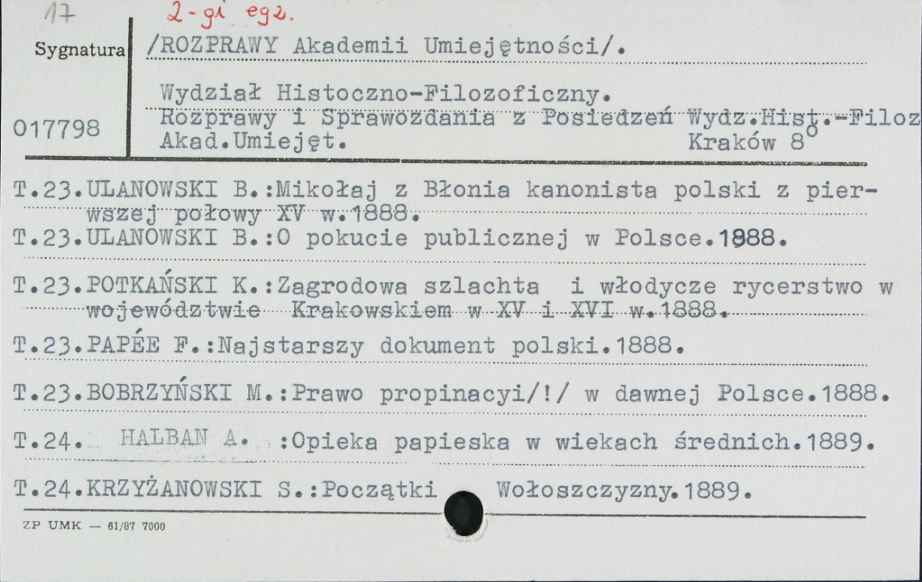 17
2-gi egz.
Sygnatura
/ROZPRAWY Akademii Umiejętności/.
Wydział Histoczno-Filozoficzny.
Rozprawy i Sprawozdania z Posiedzeń Wydz.Hist.-Filoz
017798
Akad.Umiejęt. Kraków 8°
T.23.ULANOWSKI B.:Mikołaj z Błonia kanonista polski z pier-
wszej połowy XV w.1888.
T.23.ULANOWSKI B.:O pokucie publicznej w Polsce.1888.
T.23.POTKAŃSKI K.:Zagrodowa szlachta i włodycze rycerstwo w
województwie Krakowskiem w XV i XVI w.1888.
T.23.PAPÉE F.:Najstarszy dokument polski.1888.
T.23.BOBRZYŃSKI M.:Prawo propinacyi/!/ w dawnej Polsce.1888.
T.24. HALBAN A. :Opieka papieska w wiekach średnich.1889.
T.24.KRZYŻANOWSKI S.:Początki Wołoszczyzny.1889.
ZP UMK — 61/87 7000